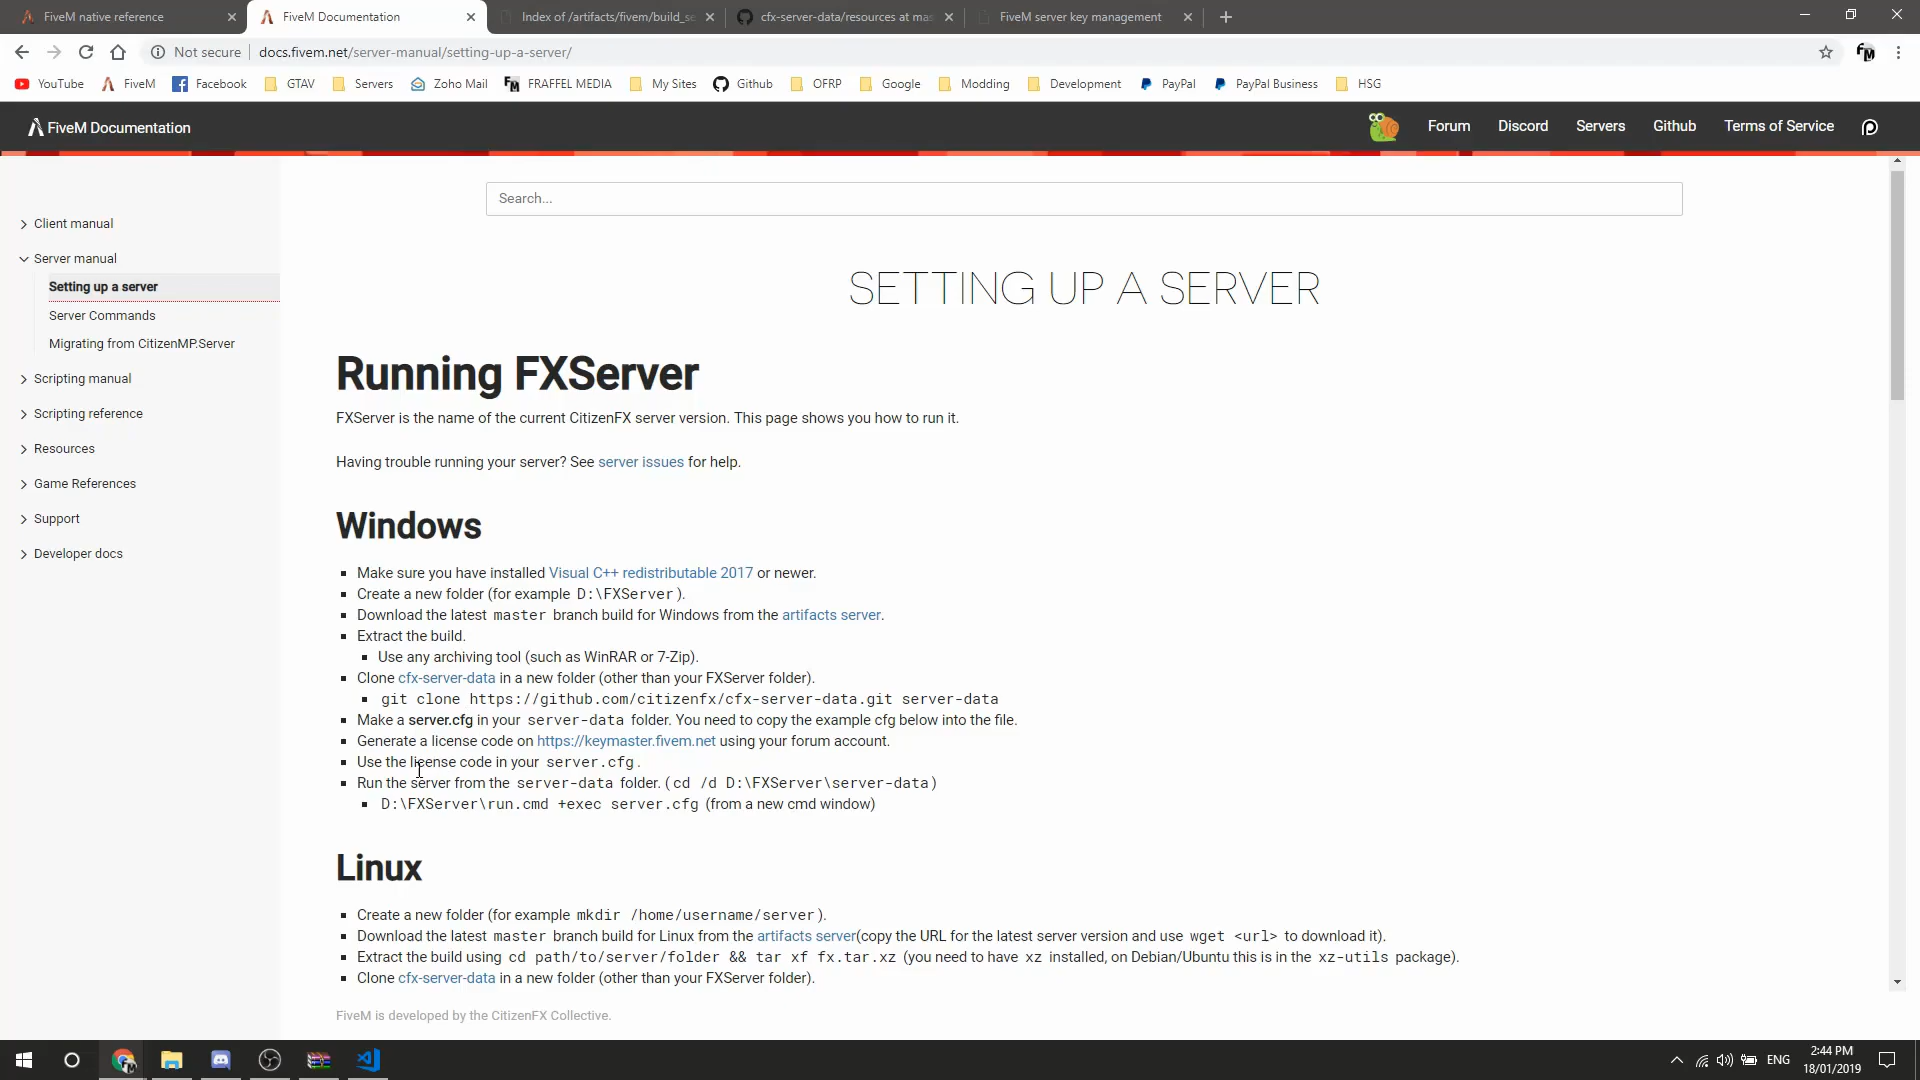 FiveM native reference
FiveM Documentation
Index of /artifacts/fivem/build_se
cfx-server-data/resources at mas
FiveM server key management
Not secure
docs.fivem.net/server-manual/setting-up-a-server/
YouTube
FiveM
Facebook
GTAV
Servers
Zoho Mail
FRAFFEL MEDIA
My Sites
Github
OFRP
Google
Modding
Development
PayPal
PayPal Business
HSG
FiveM Documentation
Forum
Discord
Servers
Github
Terms of Service
Search...
Client manual
Server manual
Setting up a server
Server Commands
Migrating from CitizenMP.Server
Scripting manual
Scripting reference
Resources
Game References
Support
Developer docs
SETTING UP A SERVER
Running FXServer
FXServer is the name of the current CitizenFX server version. This page shows you how to run it.
Having trouble running your server? See server issues for help.
Windows
Make sure you have installed Visual C++ redistributable 2017 or newer.
Create a new folder (for example D:\FXServer).
Download the latest master branch build for Windows from the artifacts server.
Extract the build.
Use any archiving tool (such as WinRAR or 7-Zip).
Clone cfx-server-data in a new folder (other than your FXServer folder).
git clone https://github.com/citizenfx/cfx-server-data.git server-data
Make a server.cfg in your server-data folder. You need to copy the example cfg below into the file.
Generate a license code on https://keymaster.fivem.net using your forum account.
Use the license code in your server.cfg.
Run the server from the server-data folder. (cd /d D:\FXServer\server-data)
D:\FXServer\run.cmd +exec server.cfg (from a new cmd window)
Linux
Create a new folder (for example mkdir /home/username/server).
Download the latest master branch build for Linux from the artifacts server(copy the URL for the latest server version and use wget <url> to download it).
Extract the build using cd path/to/server/folder && tar xf fx.tar.xz (you need to have xz installed, on Debian/Ubuntu this is in the xz-utils package).
Clone cfx-server-data in a new folder (other than your FXServer folder).
FiveM is developed by the CitizenFX Collective.
ENG
2:44 PM
18/01/2019